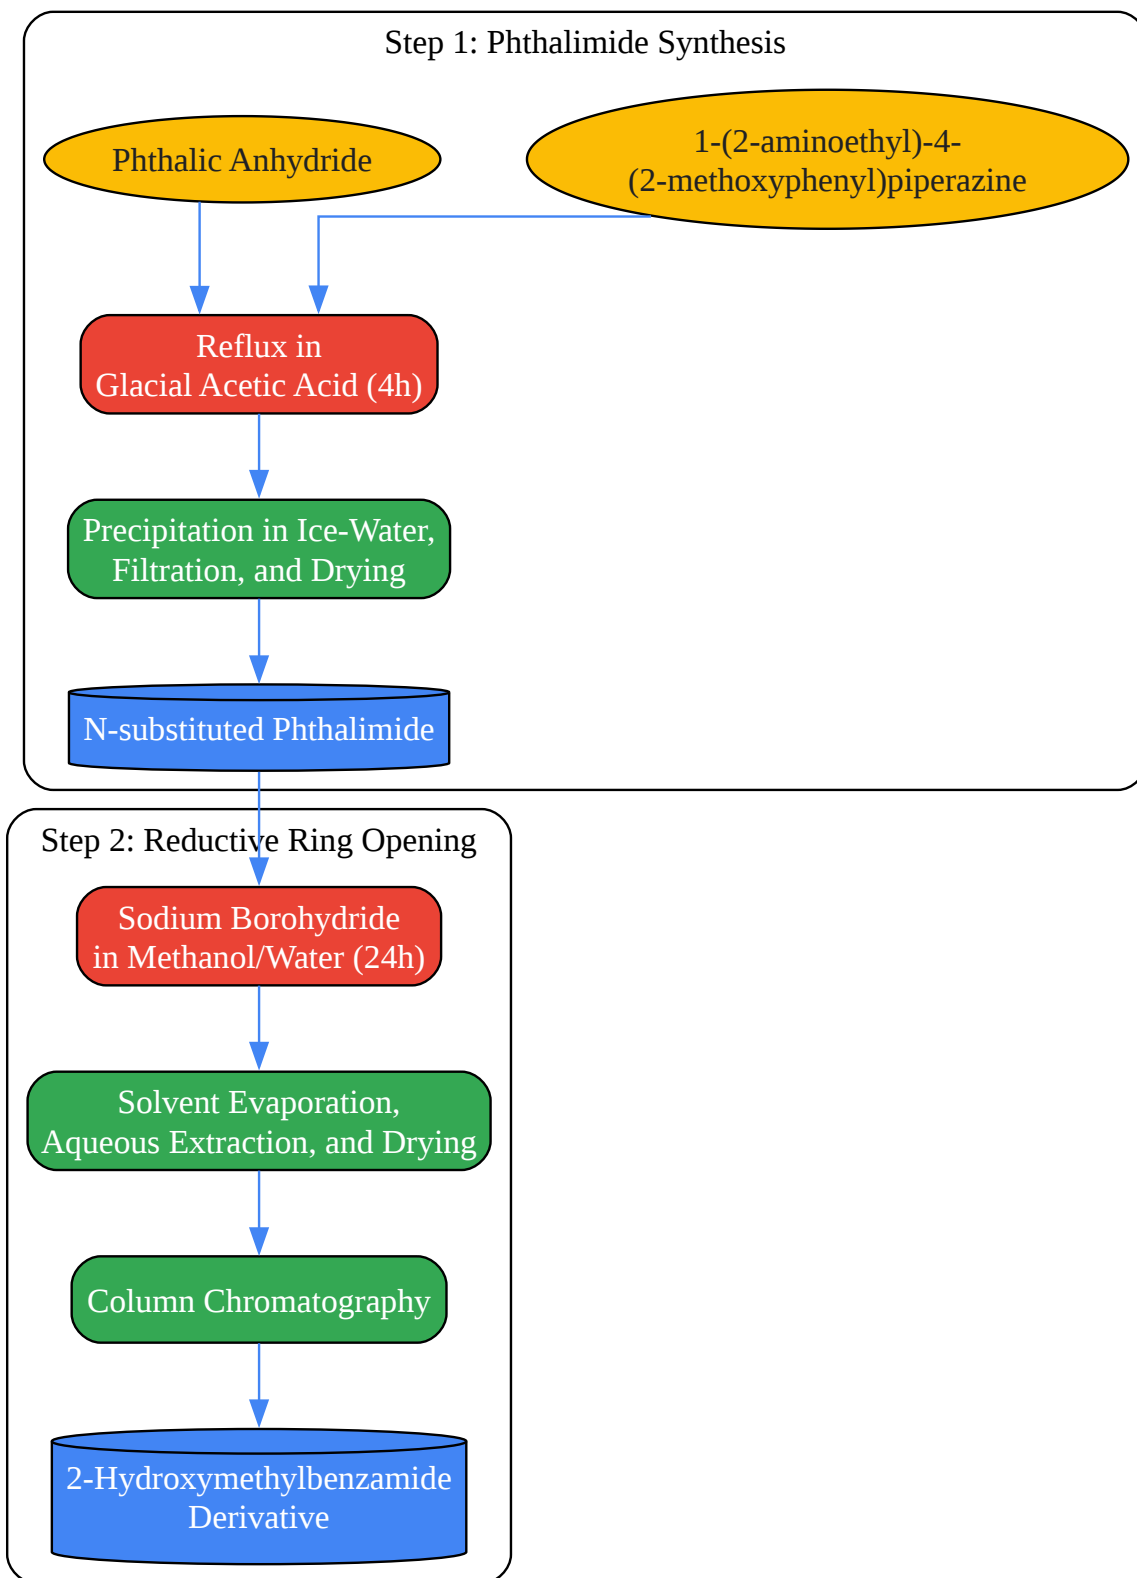 Step 1: Phthalimide Synthesis
Phthalic Anhydride
1-(2-aminoethyl)-4-
(2-methoxyphenyl)piperazine
Reflux in
Glacial Acetic Acid (4h)
Precipitation in Ice-Water,
Filtration, and Drying
N-substituted Phthalimide
Step 2: Reductive Ring Opening
Sodium Borohydride
in Methanol/Water (24h)
Solvent Evaporation,
Aqueous Extraction, and Drying
Column Chromatography
2-Hydroxymethylbenzamide
Derivative